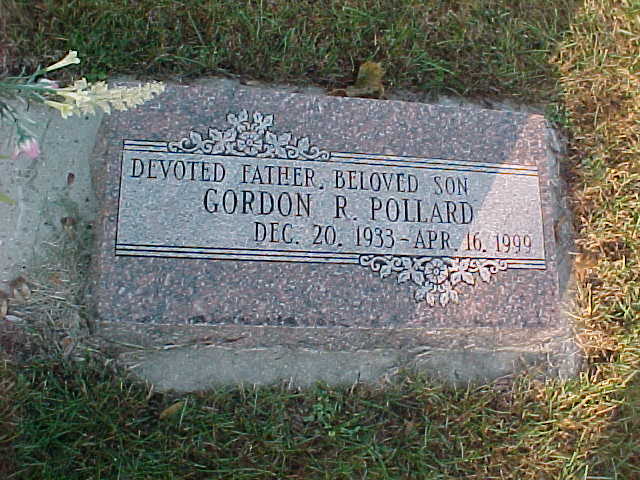 DEVOTED FATHER, BELOVED SON
GORDON R. POLLARD
DEC. 20, 1933 - APR. 16, 1999